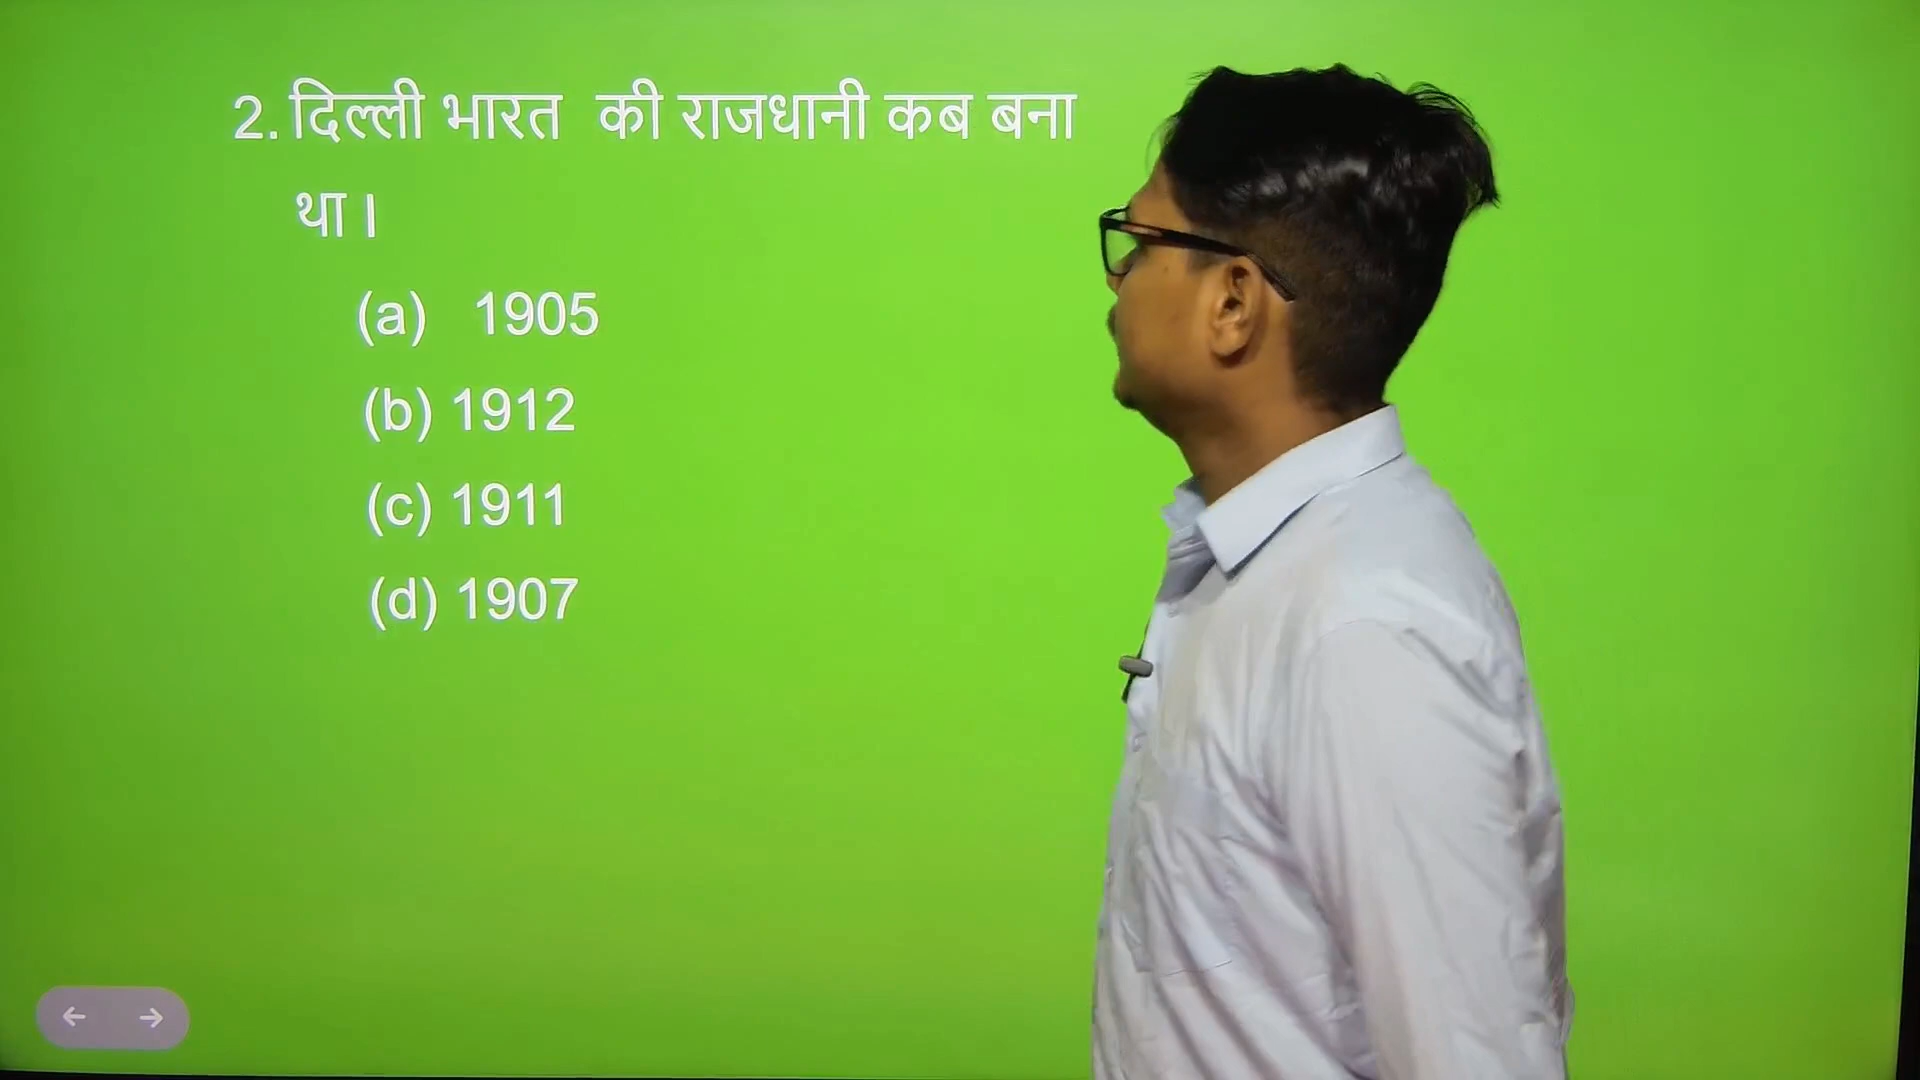 2. दिल्ली भारत की राजधानी कब बना
था ।
(a) 1905
(b) 1912
(c) 1911
(d) 1907